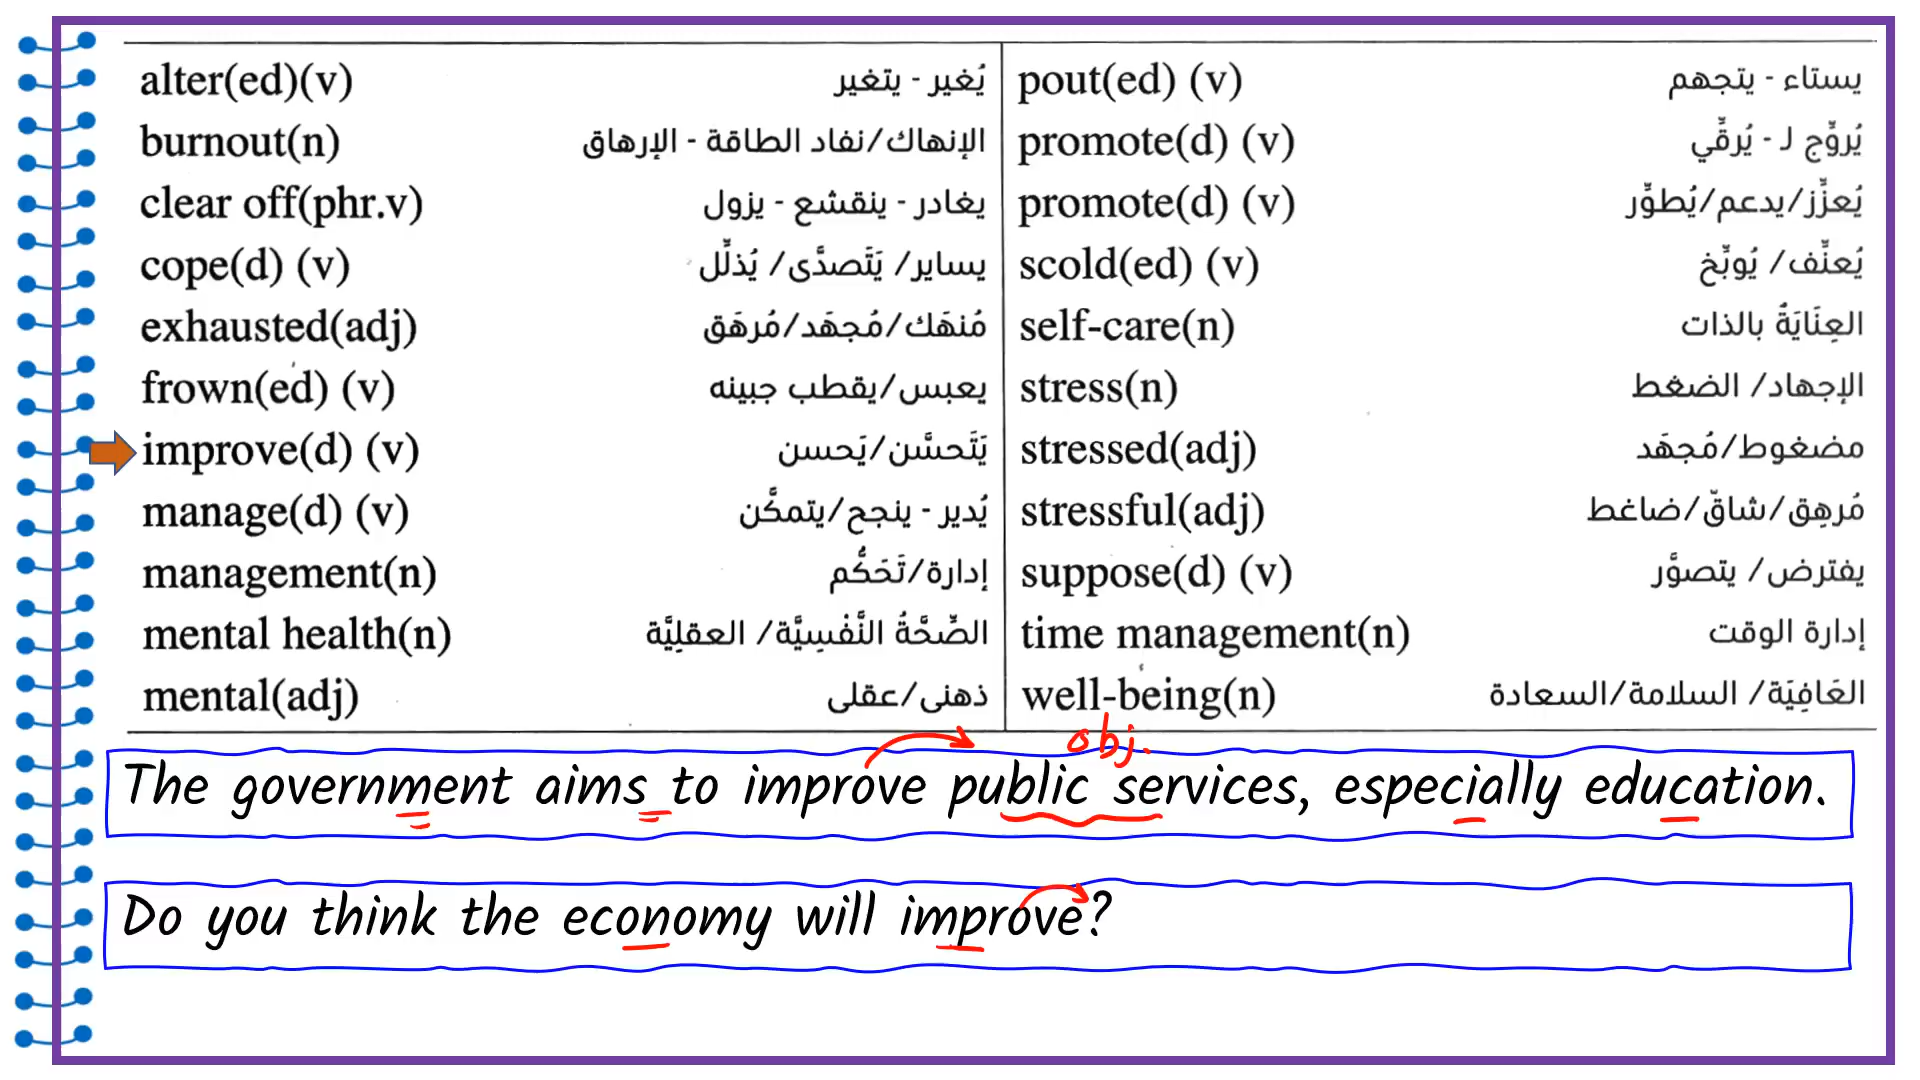 alter(ed)(v) يُغير - يتغير
burnout(n) الإنهاك/نفاد الطاقة - الإرهاق
clear off(phr.v) يغادر - ينقشع - يزول
cope(d) (v) يساير/ يَتَصدَّى/ يُذلِّل
exhausted(adj) مُنهَك/مُجهَد/مُرهَق
frown(ed) (v) يعبس/يقطب جبينه
improve(d) (v) يَتَحسَّن/يَحسن
manage(d) (v) يُدير - ينجح/يتمكَّن
management(n) إدارة/تَحَكُّم
mental health(n) الصِّحَّةُ النَّفْسِيَّة/ العقلِيَّة
mental(adj) ذهنى/عقلى
pout(ed) (v) يستاء - يتجهم
promote(d) (v) يُروِّج لـ - يُرقِّي
promote(d) (v) يُعزِّز/يدعم/يُطوِّر
scold(ed) (v) يُعنِّف/ يُوبِّخ
self-care(n) العِنَايَةُ بالذات
stress(n) الإجهاد/ الضغط
stressed(adj) مضغوط/مُجهَد
stressful(adj) مُرهِق/شاقّ/ضاغط
suppose(d) (v) يفترض/ يتصوَّر
time management(n) إدارة الوقت
well-being(n) العَافِيَة/ السلامة/السعادة
obj.
The government aims to improve public services, especially education.
Do you think the economy will improve?